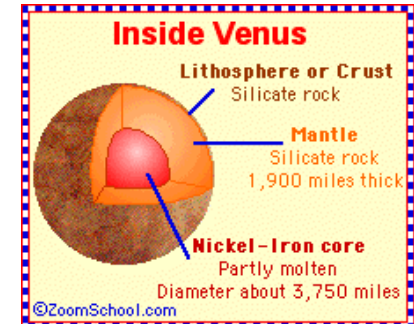 Inside Venus
Lithosphere or Crust
Silicate rock
Mantle
Silicate rock
1,900 miles thick
Nickel-Iron core
Partly molten
Diameter about 3,750 miles
©ZoomSchool.com